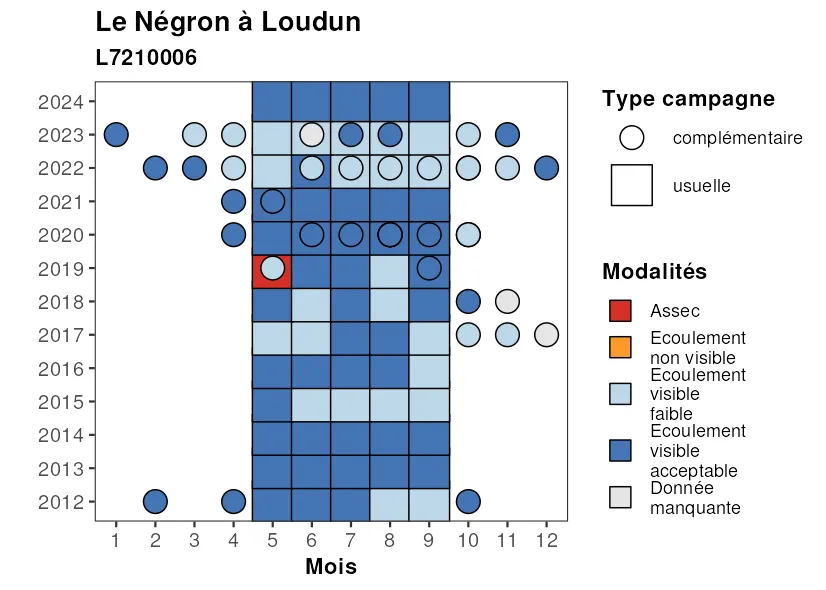 Le Négron à Loudun
L7210006
2024
2023
2022
2021
2020
2019
2018
2017
2016
2015
2014
2013
2012
1 2 3 4 5 6 7 8 9 10 11 12
Mois
Type campagne
complémentaire
usuelle
Modalités
Assec
Ecoulement
non visible
Ecoulement
visible
faible
Ecoulement
visible
acceptable
Donnée
manquante